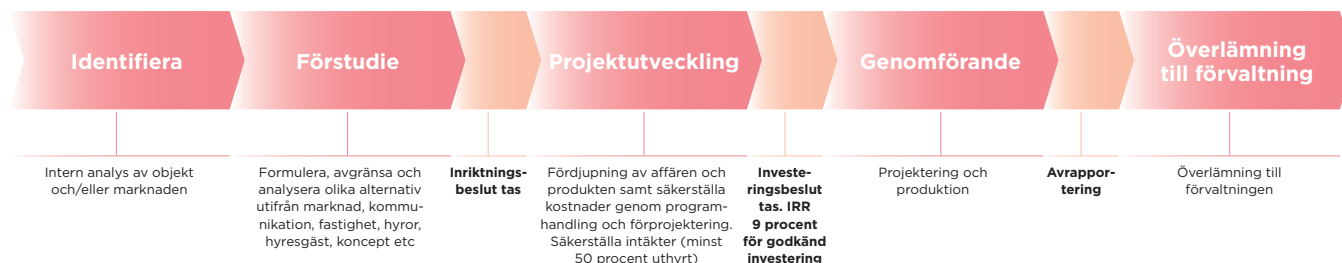 Identifiera
Förstudie
Projektutveckling
Genomförande
Överlämning
till förvaltning
Intern analys av objekt
och/eller marknaden
Formulera, avgränsa och
analysera olika alternativ
utifrån marknad, kommu-
nikation, fastighet, hyror,
hyresgäst, koncept etc
Inriktnings-
beslut tas
Fördjupning av affären och
produkten samt säkerställa
kostnader genom program-
handling och förprojektering.
Säkerställa intäkter (minst
50 procent uthyrt)
Investe-
ringsbeslut
tas. IRR
9 procent
för godkänd
investering
Projektering och
produktion
Avrappor-
tering
Överlämning till
förvaltningen